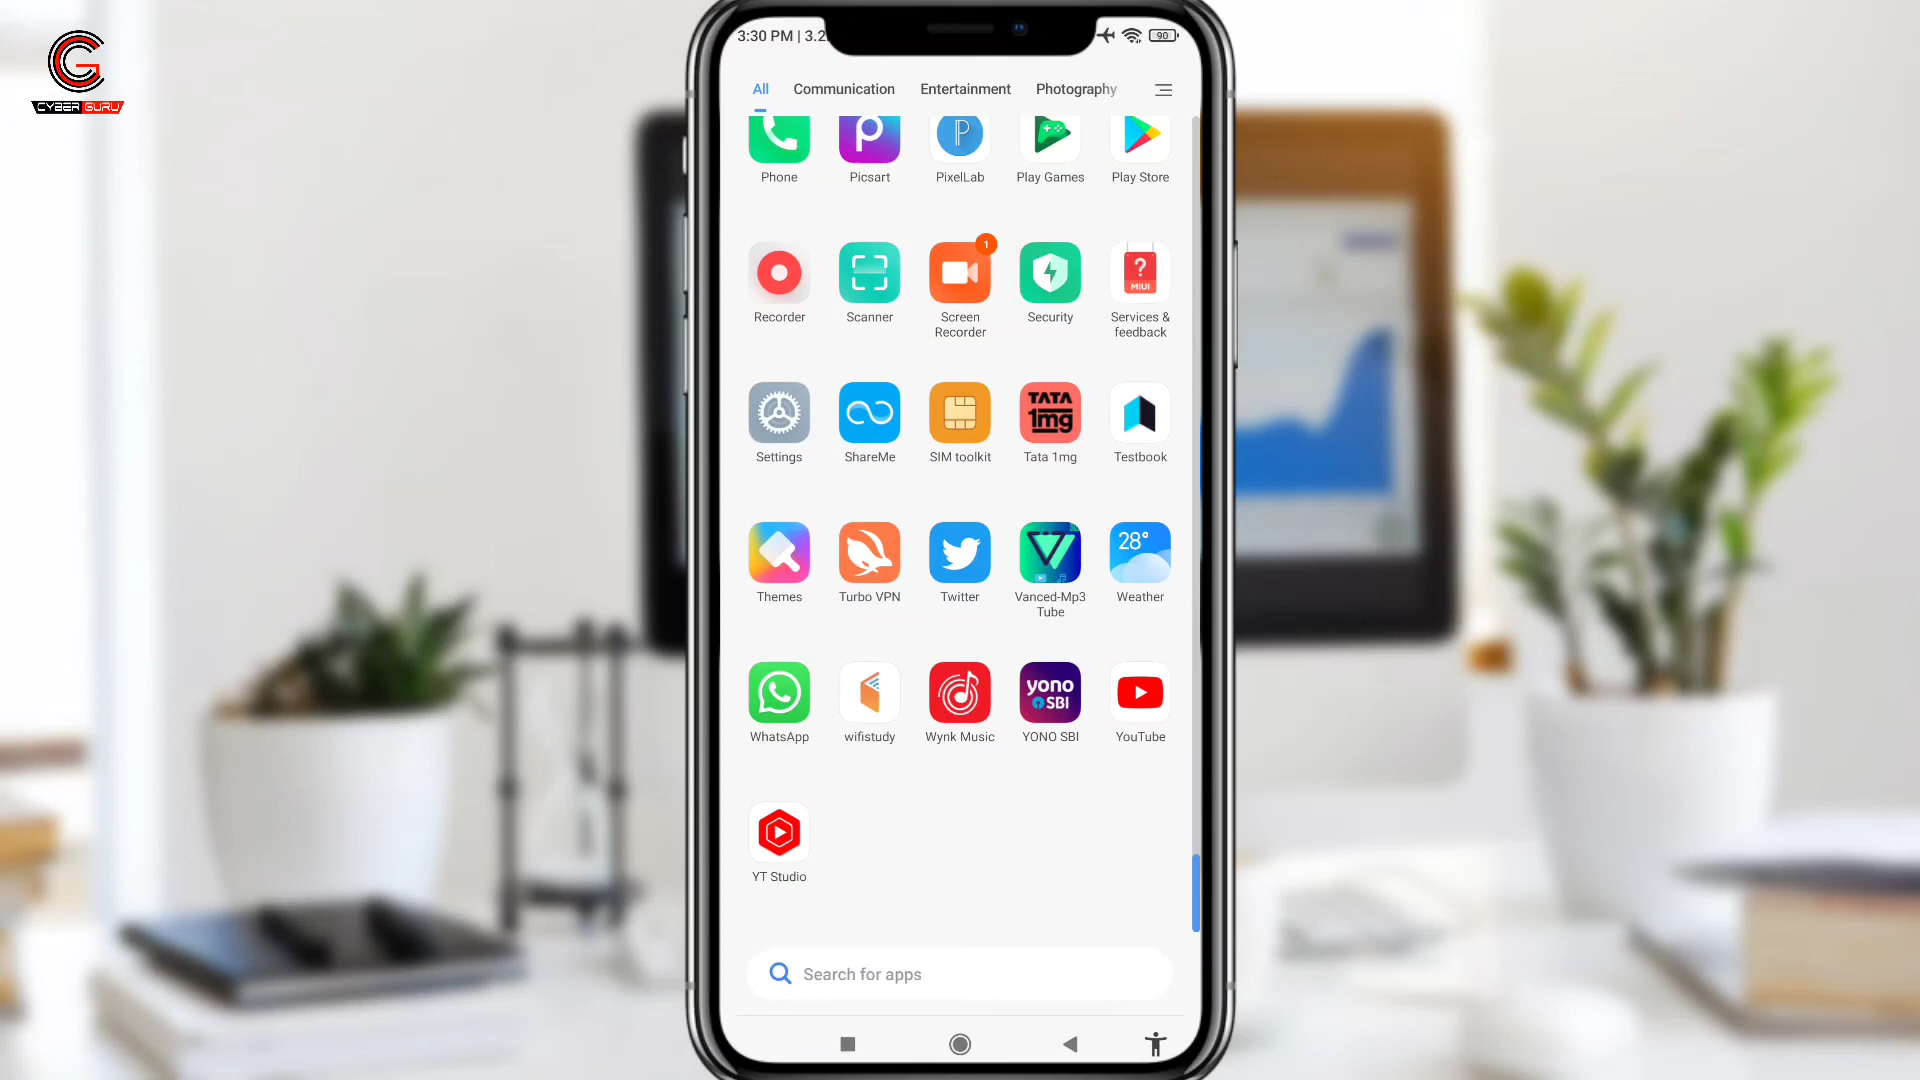 CYBER GURU
3:30 PM | 3.2
90
All Communication Entertainment Photography
Phone Picsart PixelLab Play Games Play Store
1
?
MIUI
Recorder Scanner Screen Recorder Security Services & feedback
TATA
1mg
Settings ShareMe SIM toolkit Tata 1mg Testbook
28°
Themes Turbo VPN Twitter Vanced-Mp3 Tube Weather
yono
SBI
WhatsApp wifistudy Wynk Music YONO SBI YouTube
YT Studio
Search for apps